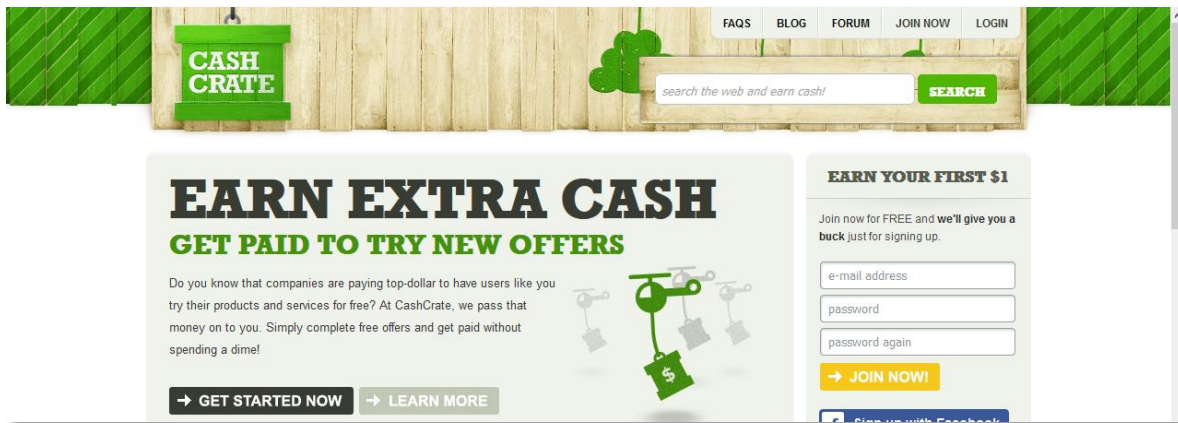 FAQS BLOG FORUM JOIN NOW LOGIN
CASH
CRATE
search the web and earn cash!
SEARCH
EARN EXTRA CASH
GET PAID TO TRY NEW OFFERS
Do you know that companies are paying top-dollar to have users like you
try their products and services for free? At CashCrate, we pass that
money on to you. Simply complete free offers and get paid without
spending a dime!
$
GET STARTED NOW
LEARN MORE
EARN YOUR FIRST $1
Join now for FREE and we'll give you a
buck just for signing up.
e-mail address
password
password again
JOIN NOW!
f Sign up with Facebook